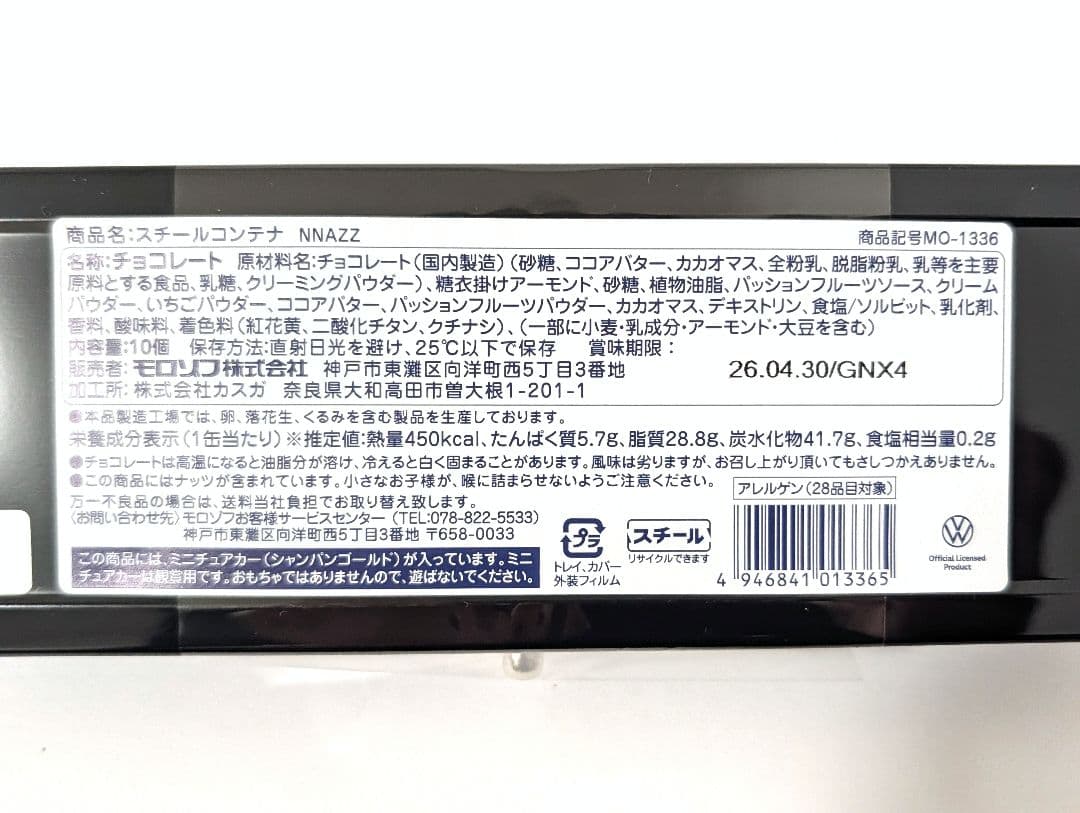 商品名:スチールコンテナ NNAZZ
商品記号MO-1336
名称:チョコレート 原材料名:チョコレート(国内製造)(砂糖、ココアバター、カカオマス、全粉乳、脱脂粉乳、乳等を主要
原料とする食品、乳糖、クリーミングパウダー)、糖衣掛けアーモンド、砂糖、植物油脂、パッションフルーツソース、クリーム
パウダー、いちごパウダー、ココアバター、パッションフルーツパウダー、カカオマス、デキストリン、食塩/ソルビット、乳化剤、
香料、酸味料、着色料(紅花黄、二酸化チタン、クチナシ)、(一部に小麦・乳成分・アーモンド・大豆を含む)
内容量:10個 保存方法:直射日光を避け、25℃以下で保存 賞味期限:
販売者:モロゾフ株式会社 神戸市東灘区向洋町西5丁目3番地
26.04.30/GNX4
加工所:株式会社カスガ 奈良県大和高田市曽大根1-201-1
●本品製造工場では、卵、落花生、くるみを含む製品を生産しております。
栄養成分表示(1缶当たり)※推定値:熱量450kcal、たんぱく質5.7g、脂質28.8g、炭水化物41.7g、食塩相当量0.2g
●チョコレートは高温になると油脂分が溶け、冷えると白く固まることがあります。風味は劣りますが、お召し上がり頂いてもさしつかえありません。
●この商品にはナッツが含まれています。小さなお子様が、喉に詰まらせないようご注意ください。
万一不良品の場合は、送料当社負担でお取り替え致します。
〈お問い合わせ先〉モロゾフお客様サービスセンター(TEL:078-822-5533)
神戸市東灘区向洋町西5丁目3番地 〒658-0033
この商品には、ミニチュアカー(シャンパンゴールド)が入っています。ミニ
チュアカーは観賞用です。おもちゃではありませんので、遊ばないでください。
プラ
トレイ、カバー
外装フィルム
スチール
リサイクルできます
アレルゲン(28品目対象)
4 946841 013365
Official Licensed
Product